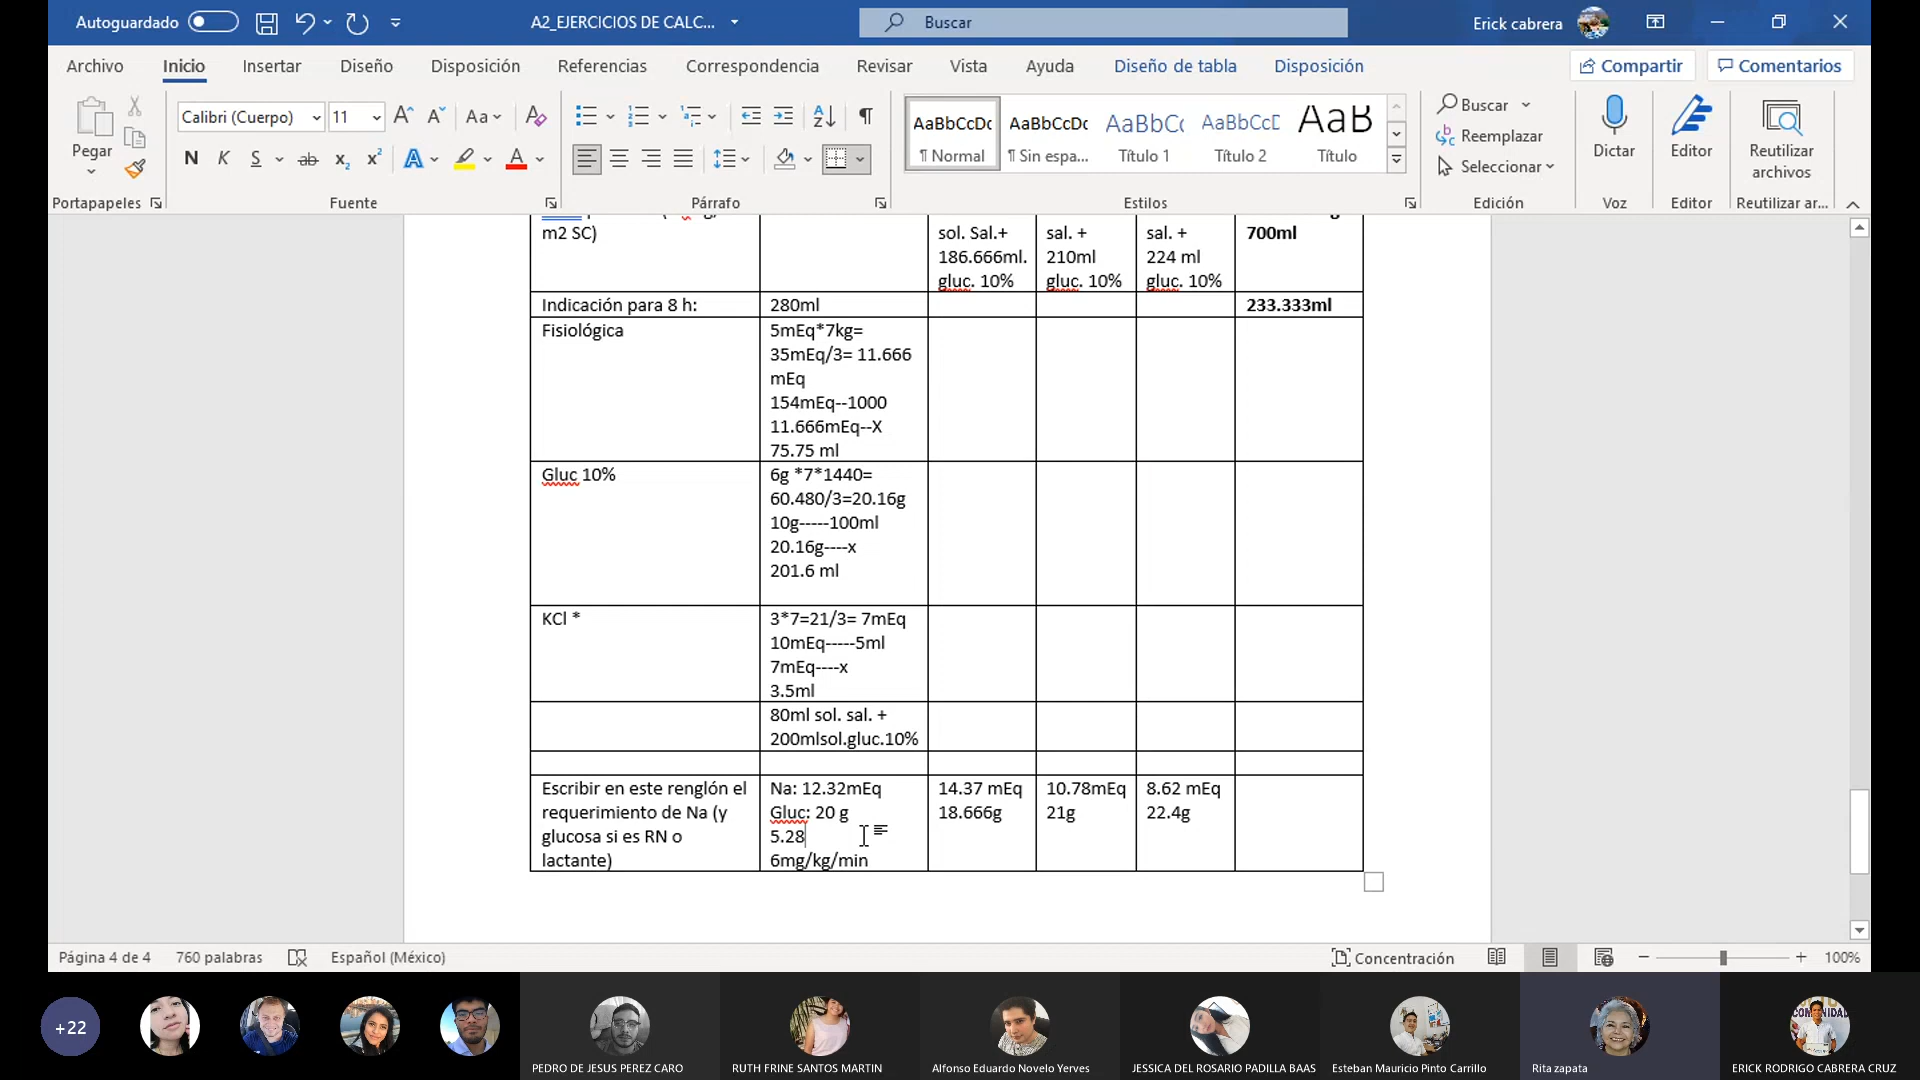 Autoguardado
A2_EJERCICIOS DE CALC...
Buscar
Erick cabrera
Archivo
Inicio
Insertar
Diseño
Disposición
Referencias
Correspondencia
Revisar
Vista
Ayuda
Diseño de tabla
Disposición
Compartir
Comentarios
Pegar
Calibri (Cuerpo)
11
Aa
N K S ab x2 x2 A A
AaBbCcDc
¶ Normal
AaBbCcDc
¶ Sin espa...
AaBbCc
Título 1
AaBbCcD
Título 2
AaB
Título
Buscar
Reemplazar
Seleccionar
Dictar
Editor
Reutilizar
archivos
Portapapeles
Fuente
Párrafo
Estilos
Edición
Voz
Editor
Reutilizar ar...
m2 SC)
sol. Sal.+
186.666ml.
gluc. 10%
sal. +
210ml
gluc. 10%
sal. +
224 ml
gluc. 10%
700ml
Indicación para 8 h:
280ml
233.333ml
Fisiológica
5mEq*7kg=
35mEq/3= 11.666
mEq
154mEq--1000
11.666mEq--X
75.75 ml
Gluc 10%
6g *7*1440=
60.480/3=20.16g
10g-----100ml
20.16g----x
201.6 ml
KCl *
3*7=21/3= 7mEq
10mEq-----5ml
7mEq----x
3.5ml
80ml sol. sal. +
200mlsol.gluc.10%
Escribir en este renglón el
requerimiento de Na (y
glucosa si es RN o
lactante)
Na: 12.32mEq
Gluc: 20 g
5.28
6mg/kg/min
14.37 mEq
18.666g
10.78mEq
21g
8.62 mEq
22.4g
Página 4 de 4
760 palabras
Español (México)
Concentración
100%
+22
PEDRO DE JESUS PEREZ CARO
RUTH FRINE SANTOS MARTIN
Alfonso Eduardo Novelo Yerves
JESSICA DEL ROSARIO PADILLA BAAS
Esteban Mauricio Pinto Carrillo
Rita zapata
ERICK RODRIGO CABRERA CRUZ